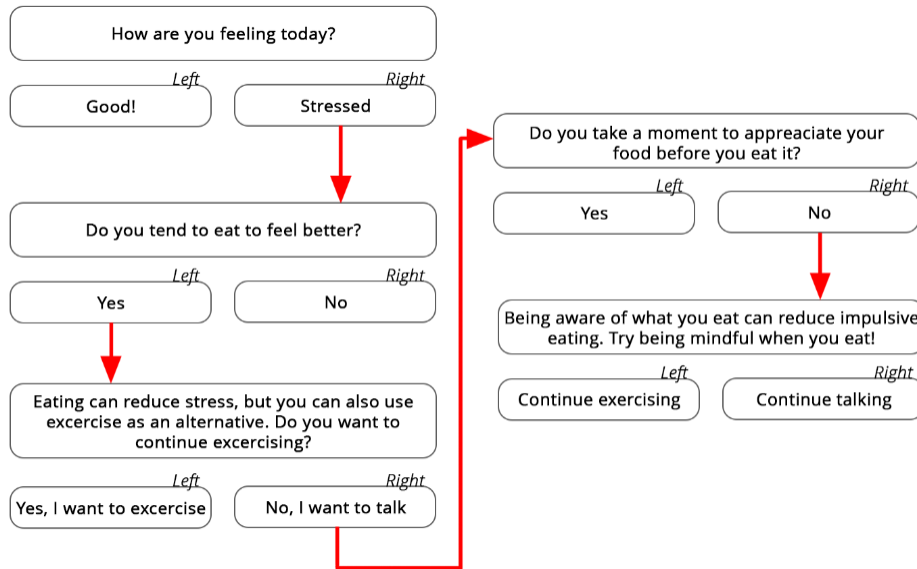 How are you feeling today?
Left
Right
Good!
Stressed
Do you tend to eat to feel better?
Left
Right
Yes
No
Eating can reduce stress, but you can also use
excercise as an alternative. Do you want to
continue excercising?
Left
Right
Yes, I want to excercise
No, I want to talk
Do you take a moment to appreaciate your
food before you eat it?
Left
Right
Yes
No
Being aware of what you eat can reduce impulsive
eating. Try being mindful when you eat!
Left
Right
Continue exercising
Continue talking